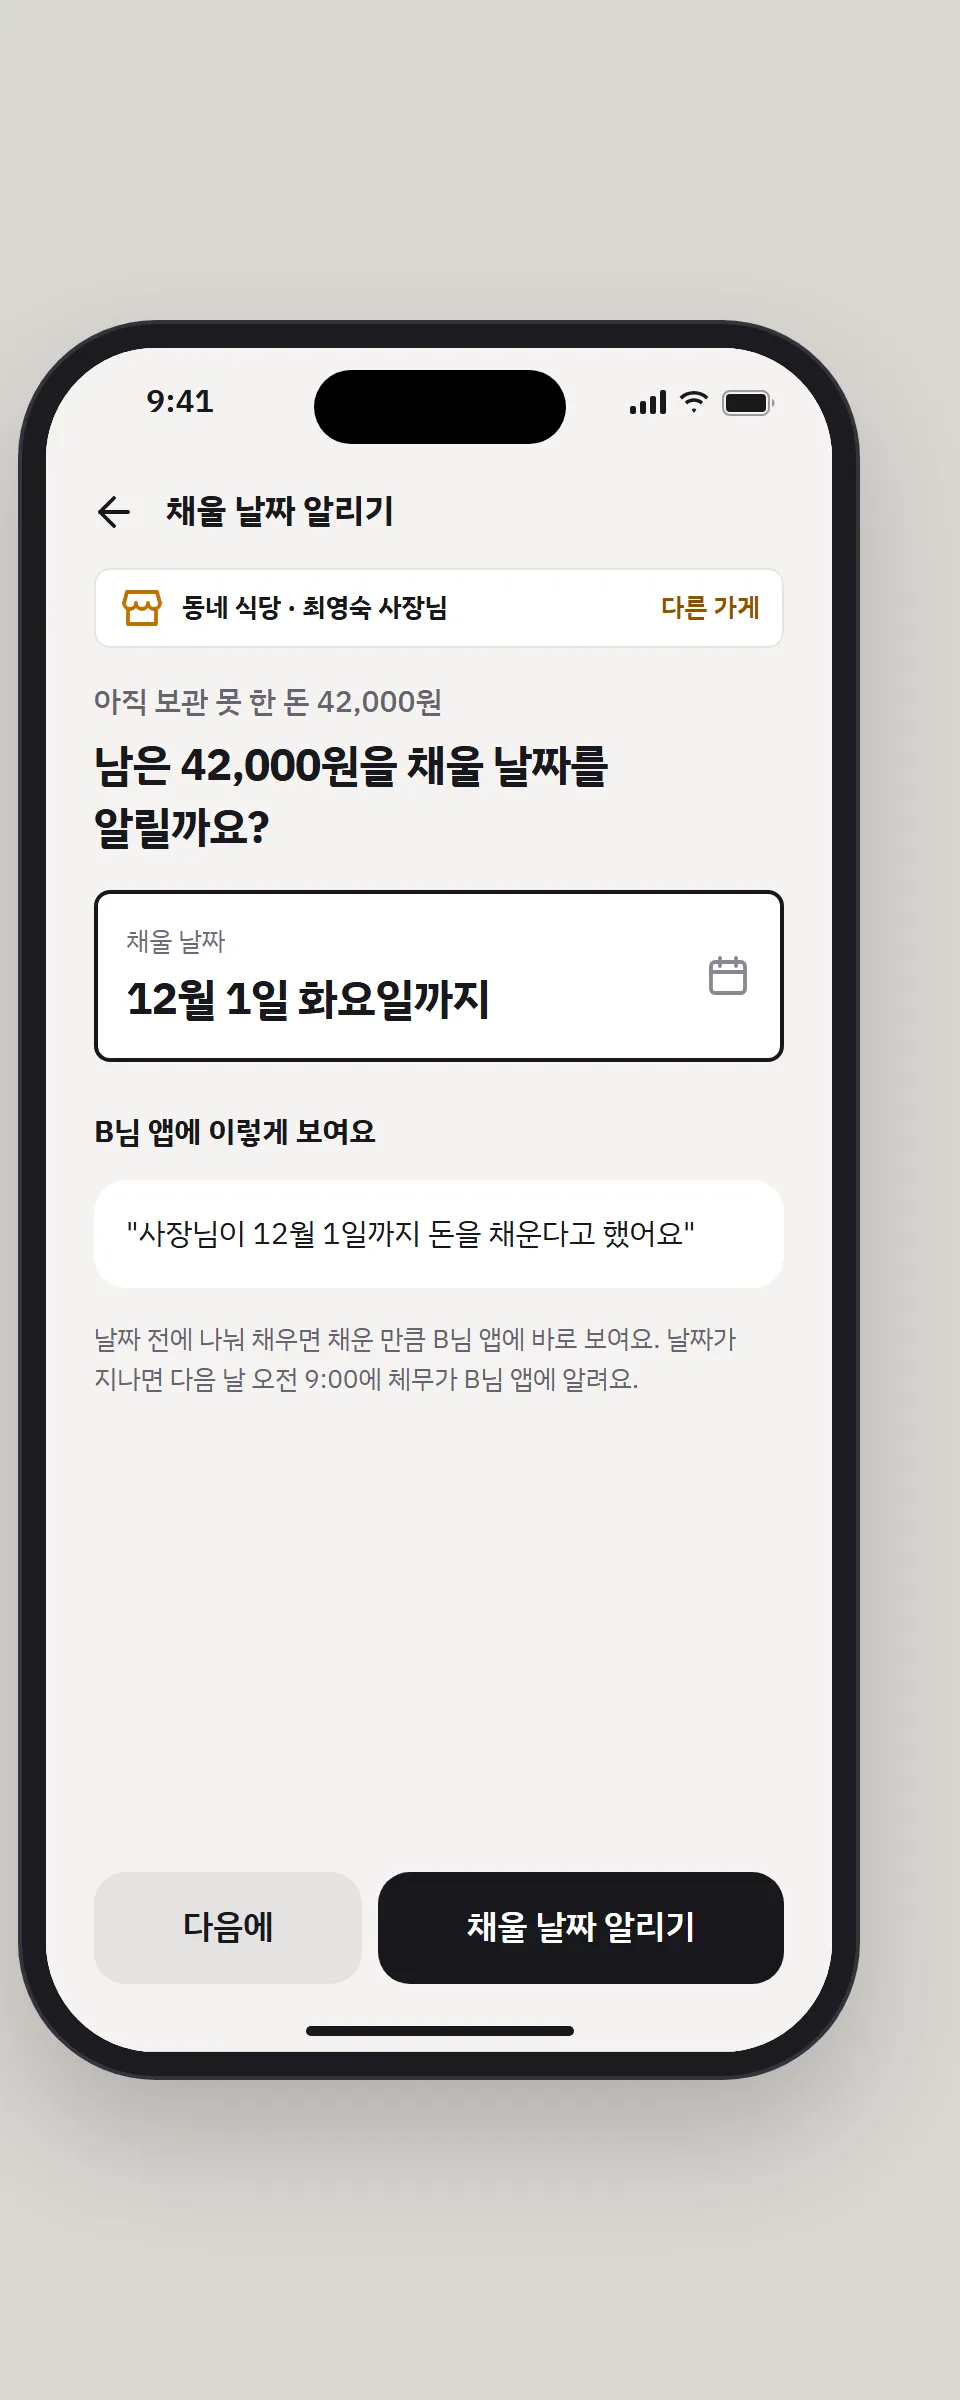 9:41
채울 날짜 알리기
동네 식당 · 최영숙 사장님
다른 가게
아직 보관 못 한 돈 42,000원
남은 42,000원을 채울 날짜를
알릴까요?
채울 날짜
12월 1일 화요일까지
B님 앱에 이렇게 보여요
"사장님이 12월 1일까지 돈을 채운다고 했어요"
날짜 전에 나눠 채우면 채운 만큼 B님 앱에 바로 보여요. 날짜가
지나면 다음 날 오전 9:00에 체무가 B님 앱에 알려요.
다음에
채울 날짜 알리기